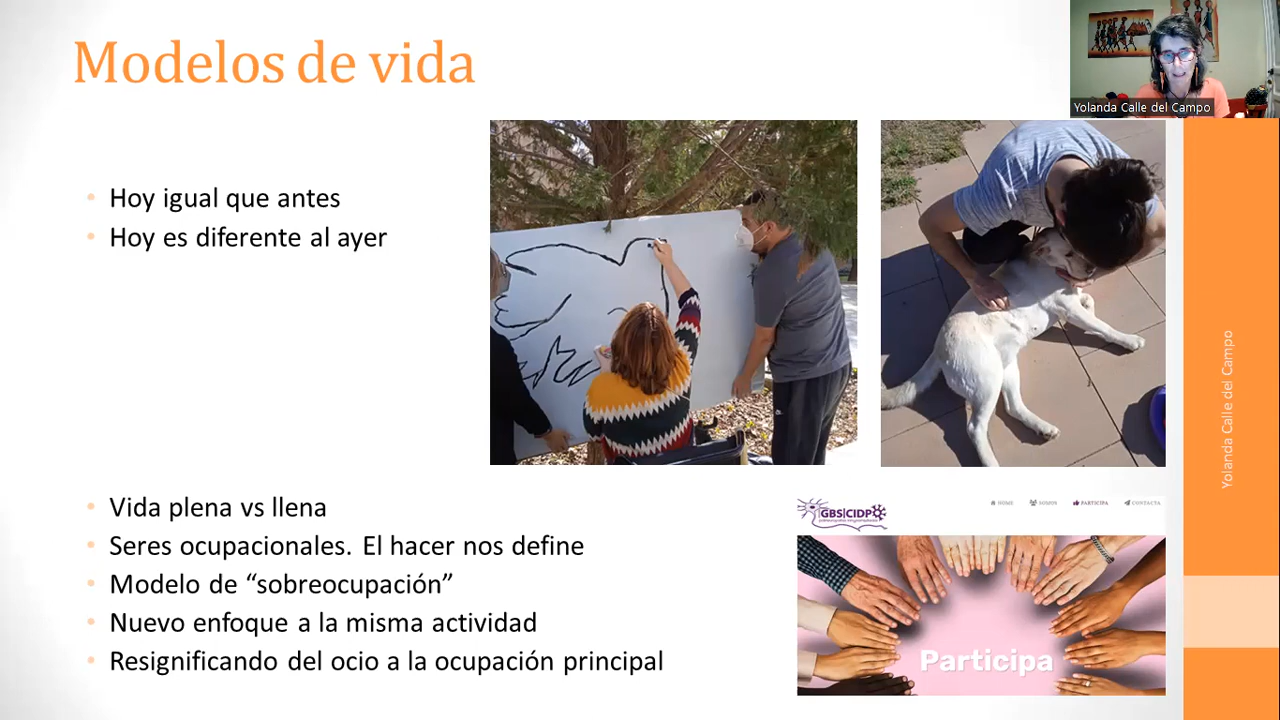 Modelos de vida
Yolanda Calle del Campo
Hoy igual que antes
Hoy es diferente al ayer
Yolanda Calle del Campo
Vida plena vs llena
Seres ocupacionales. El hacer nos define
Modelo de “sobreocupación”
Nuevo enfoque a la misma actividad
Resignificando del ocio a la ocupación principal
HOME SOMOS PARTICIPA CONTACTA
GBS|CIDP
Participa